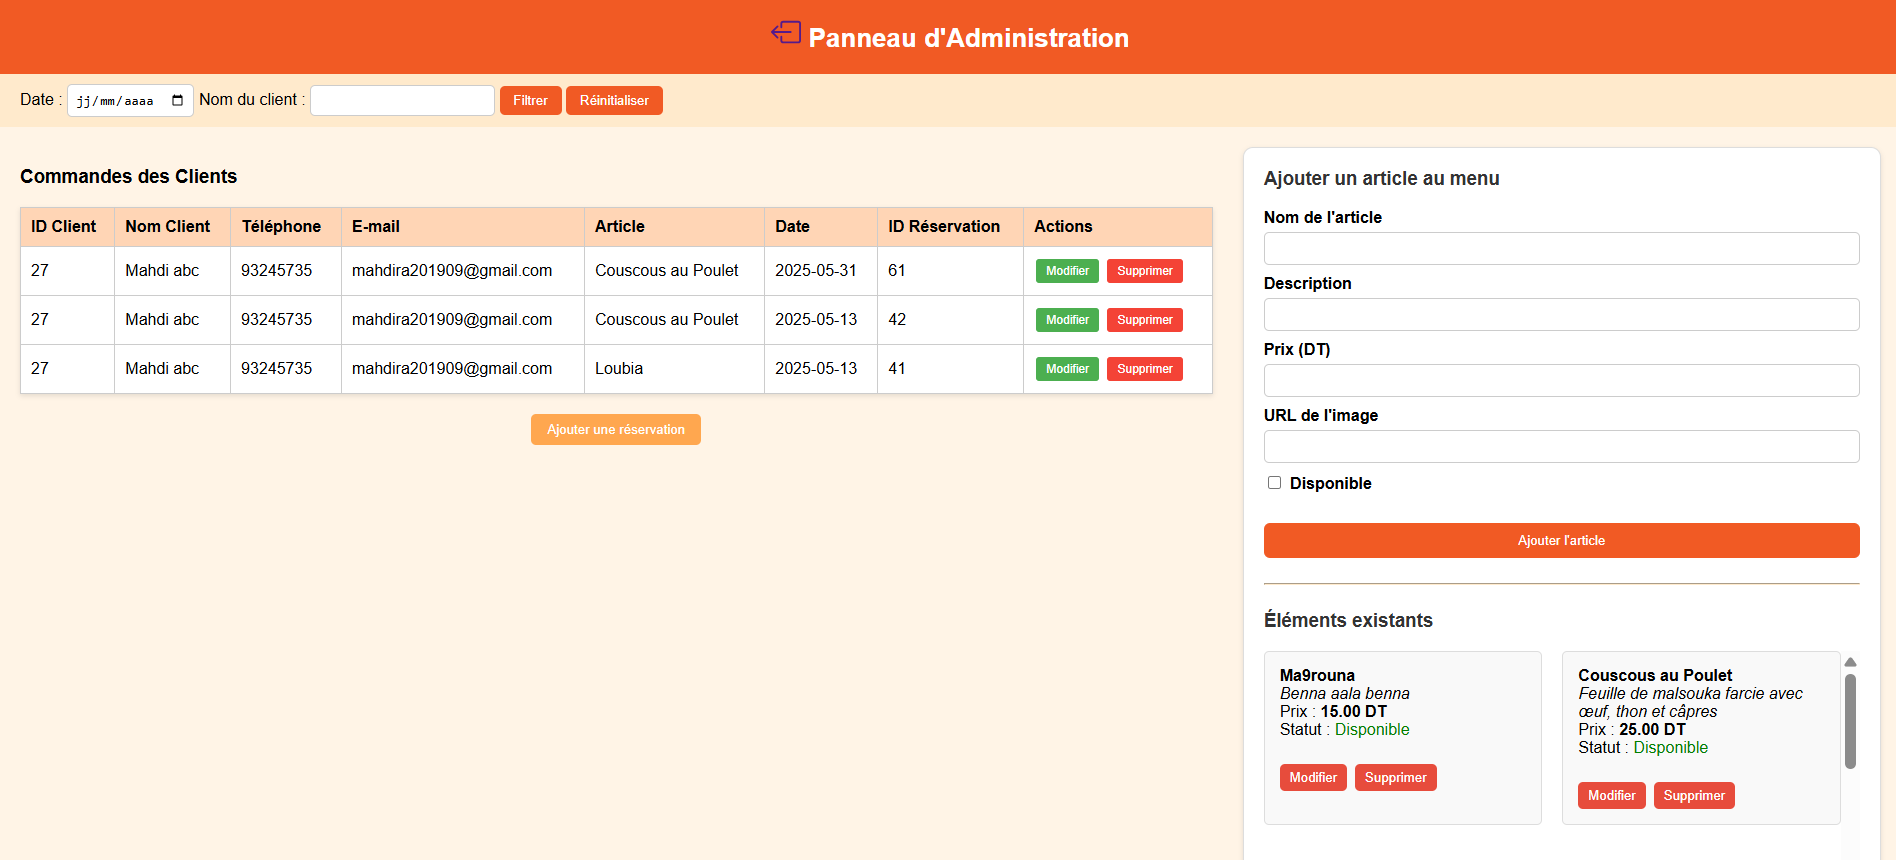 Panneau d'Administration
Date : jj/mm/aaaa Nom du client : Filtrer Réinitialiser
Commandes des Clients
ID Client Nom Client Téléphone E-mail Article Date ID Réservation Actions
27 Mahdi abc 93245735 mahdira201909@gmail.com Couscous au Poulet 2025-05-31 61 Modifier Supprimer
27 Mahdi abc 93245735 mahdira201909@gmail.com Couscous au Poulet 2025-05-13 42 Modifier Supprimer
27 Mahdi abc 93245735 mahdira201909@gmail.com Loubia 2025-05-13 41 Modifier Supprimer
Ajouter une réservation
Ajouter un article au menu
Nom de l'article
Description
Prix (DT)
URL de l'image
Disponible
Ajouter l'article
Éléments existants
Ma9rouna
Benna aala benna
Prix : 15.00 DT
Statut : Disponible
Modifier Supprimer
Couscous au Poulet
Feuille de malsouka farcie avec
œuf, thon et câpres
Prix : 25.00 DT
Statut : Disponible
Modifier Supprimer